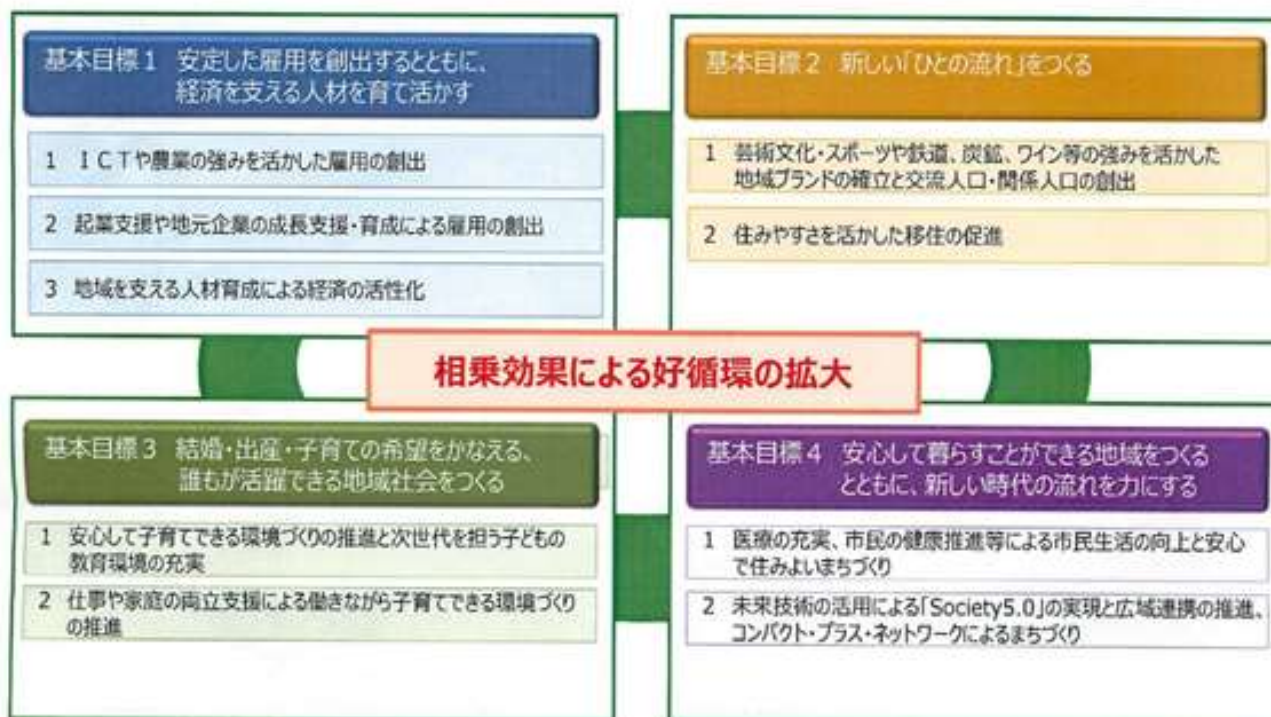 基本目標1 安定した雇用を創出するとともに、
経済を支える人材を育て活かす
1 ICTや農業の強みを活かした雇用の創出
2 起業支援や地元企業の成長支援・育成による雇用の創出
3 地域を支える人材育成による経済の活性化
基本目標2 新しい「ひとの流れ」をつくる
1 芸術文化・スポーツや鉄道、炭鉱、ワイン等の強みを活かした
地域ブランドの確立と交流人口・関係人口の創出
2 住みやすさを活かした移住の促進
相乗効果による好循環の拡大
基本目標3 結婚・出産・子育ての希望をかなえる、
誰もが活躍できる地域社会をつくる
1 安心して子育てできる環境づくりの推進と次世代を担う子どもの
教育環境の充実
2 仕事や家庭の両立支援による働きながら子育てできる環境づくり
の推進
基本目標4 安心して暮らすことができる地域をつくる
とともに、新しい時代の流れを力にする
1 医療の充実、市民の健康推進等による市民生活の向上と安心
で住みよいまちづくり
2 未来技術の活用による「Society5.0」の実現と広域連携の推進、
コンパクト・プラス・ネットワークによるまちづくり